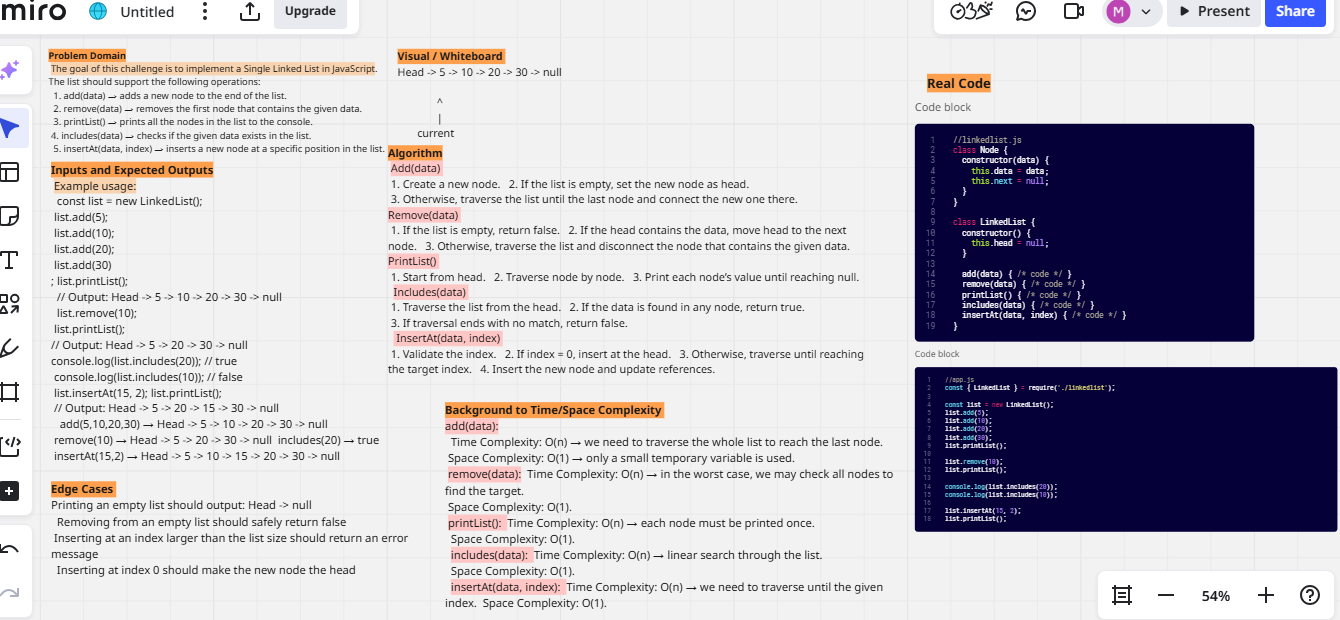 miro
Untitled
Upgrade
M
Present
Share
Problem Domain
The goal of this challenge is to implement a Single Linked List in JavaScript.
The list should support the following operations:
1. add(data) → adds a new node to the end of the list.
2. remove(data) → removes the first node that contains the given data.
3. printList() → prints all the nodes in the list to the console.
4. includes(data) → checks if the given data exists in the list.
5. insertAt(data, index) → inserts a new node at a specific position in the list.
Inputs and Expected Outputs
Example usage:
const list = new LinkedList();
list.add(5);
list.add(10);
list.add(20);
list.add(30)
; list.printList();
// Output: Head -> 5 -> 10 -> 20 -> 30 -> null
list.remove(10);
list.printList();
// Output: Head -> 5 -> 20 -> 30 -> null
console.log(list.includes(20)); // true
console.log(list.includes(10)); // false
list.insertAt(15, 2); list.printList();
// Output: Head -> 5 -> 20 -> 15 -> 30 -> null
add(5,10,20,30) → Head -> 5 -> 10 -> 20 -> 30 -> null
remove(10) → Head -> 5 -> 20 -> 30 -> null includes(20) → true
insertAt(15,2) → Head -> 5 -> 10 -> 15 -> 20 -> 30 -> null
Edge Cases
Printing an empty list should output: Head -> null
Removing from an empty list should safely return false
Inserting at an index larger than the list size should return an error
message
Inserting at index 0 should make the new node the head
Visual / Whiteboard
Head -> 5 -> 10 -> 20 -> 30 -> null
^
|
current
Algorithm
Add(data)
1. Create a new node. 2. If the list is empty, set the new node as head.
3. Otherwise, traverse the list until the last node and connect the new one there.
Remove(data)
1. If the list is empty, return false. 2. If the head contains the data, move head to the next
node. 3. Otherwise, traverse the list and disconnect the node that contains the given data.
PrintList()
1. Start from head. 2. Traverse node by node. 3. Print each node's value until reaching null.
Includes(data)
1. Traverse the list from the head. 2. If the data is found in any node, return true.
3. If traversal ends with no match, return false.
InsertAt(data, index)
1. Validate the index. 2. If index = 0, insert at the head. 3. Otherwise, traverse until reaching
the target index. 4. Insert the new node and update references.
Background to Time/Space Complexity
add(data):
Time Complexity: O(n) → we need to traverse the whole list to reach the last node.
Space Complexity: O(1) → only a small temporary variable is used.
remove(data): Time Complexity: O(n) → in the worst case, we may check all nodes to
find the target.
Space Complexity: O(1).
printList(): Time Complexity: O(n) → each node must be printed once.
Space Complexity: O(1).
includes(data): Time Complexity: O(n) → linear search through the list.
Space Complexity: O(1).
insertAt(data, index): Time Complexity: O(n) → we need to traverse until the given
index. Space Complexity: O(1).
Real Code
Code block
1 //linkedlist.js
2 class Node {
3 constructor(data) {
4 this.data = data;
5 this.next = null;
6 }
7 }
8
9 class LinkedList {
10 constructor() {
11 this.head = null;
12 }
13
14 add(data) { /* code */ }
15 remove(data) { /* code */ }
16 printList() { /* code */ }
17 includes(data) { /* code */ }
18 insertAt(data, index) { /* code */ }
19 }
Code block
1 //app.js
2 const { LinkedList } = require('./linkedlist');
3
4 const list = new LinkedList();
5 list.add(5);
6 list.add(10);
7 list.add(20);
8 list.add(30);
9 list.printList();
10
11 list.remove(10);
12 list.printList();
13
14 console.log(list.includes(20));
15 console.log(list.includes(10));
16
17 list.insertAt(15, 2);
18 list.printList();
54%